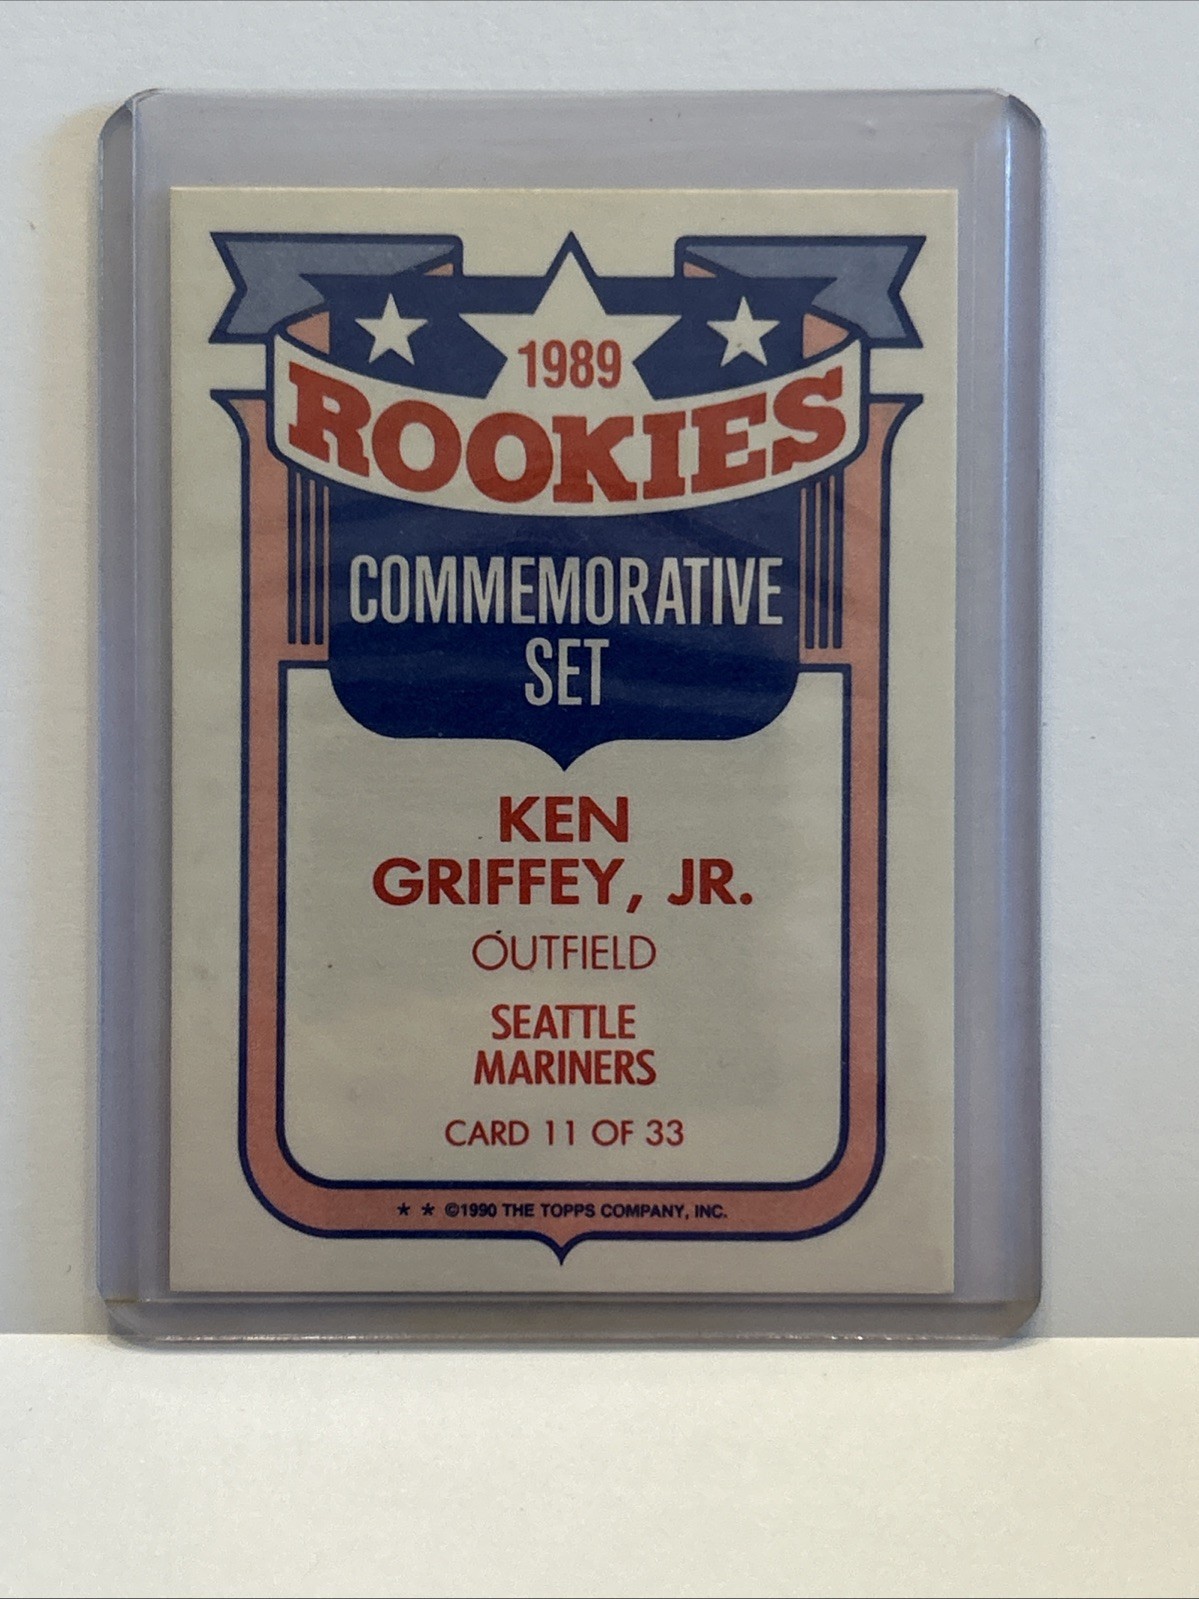 1989
ROOKIES
COMMEMORATIVE
SET
KEN
GRIFFEY, JR.
OUTFIELD
SEATTLE
MARINERS
CARD 11 OF 33
* * ©1990 THE TOPPS COMPANY, INC.